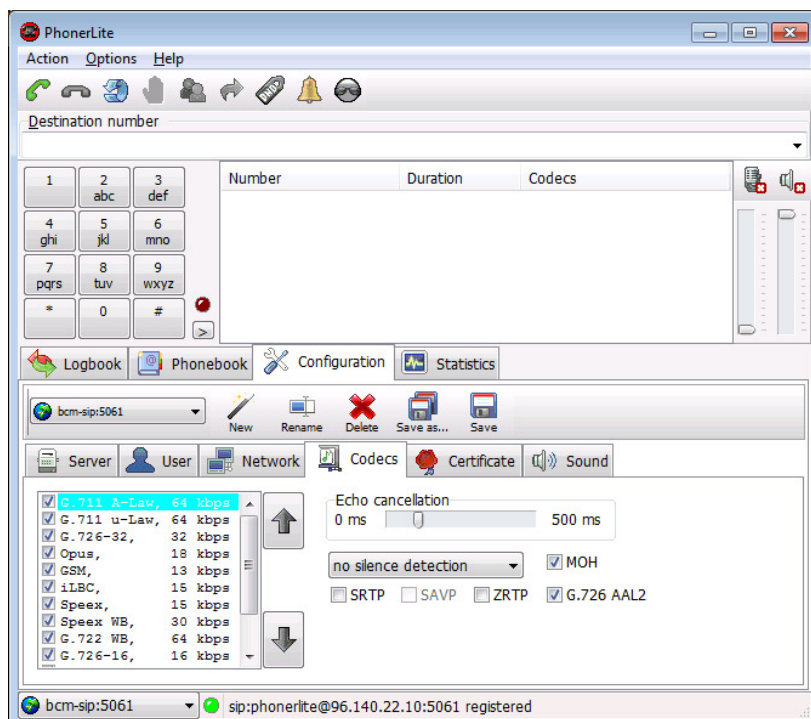 PhonerLite
Action Options Help
Destination number
1 2 abc 3 def
4 ghi 5 jkl 6 mno
7 pqrs 8 tuv 9 wxyz
* 0 # >
Number Duration Codecs
Logbook Phonebook Configuration Statistics
bcm-sip:5061 New Rename Delete Save as... Save
Server User Network Codecs Certificate Sound
G.711 A-Law, 64 kbps
G.711 u-Law, 64 kbps
G.726-32, 32 kbps
Opus, 18 kbps
GSM, 13 kbps
iLBC, 15 kbps
Speex, 15 kbps
Speex WB, 30 kbps
G.722 WB, 64 kbps
G.726-16, 16 kbps
Echo cancellation
0 ms 500 ms
no silence detection MOH
SRTP SAVP ZRTP G.726 AAL2
bcm-sip:5061 sip:phonerlite@96.140.22.10:5061 registered